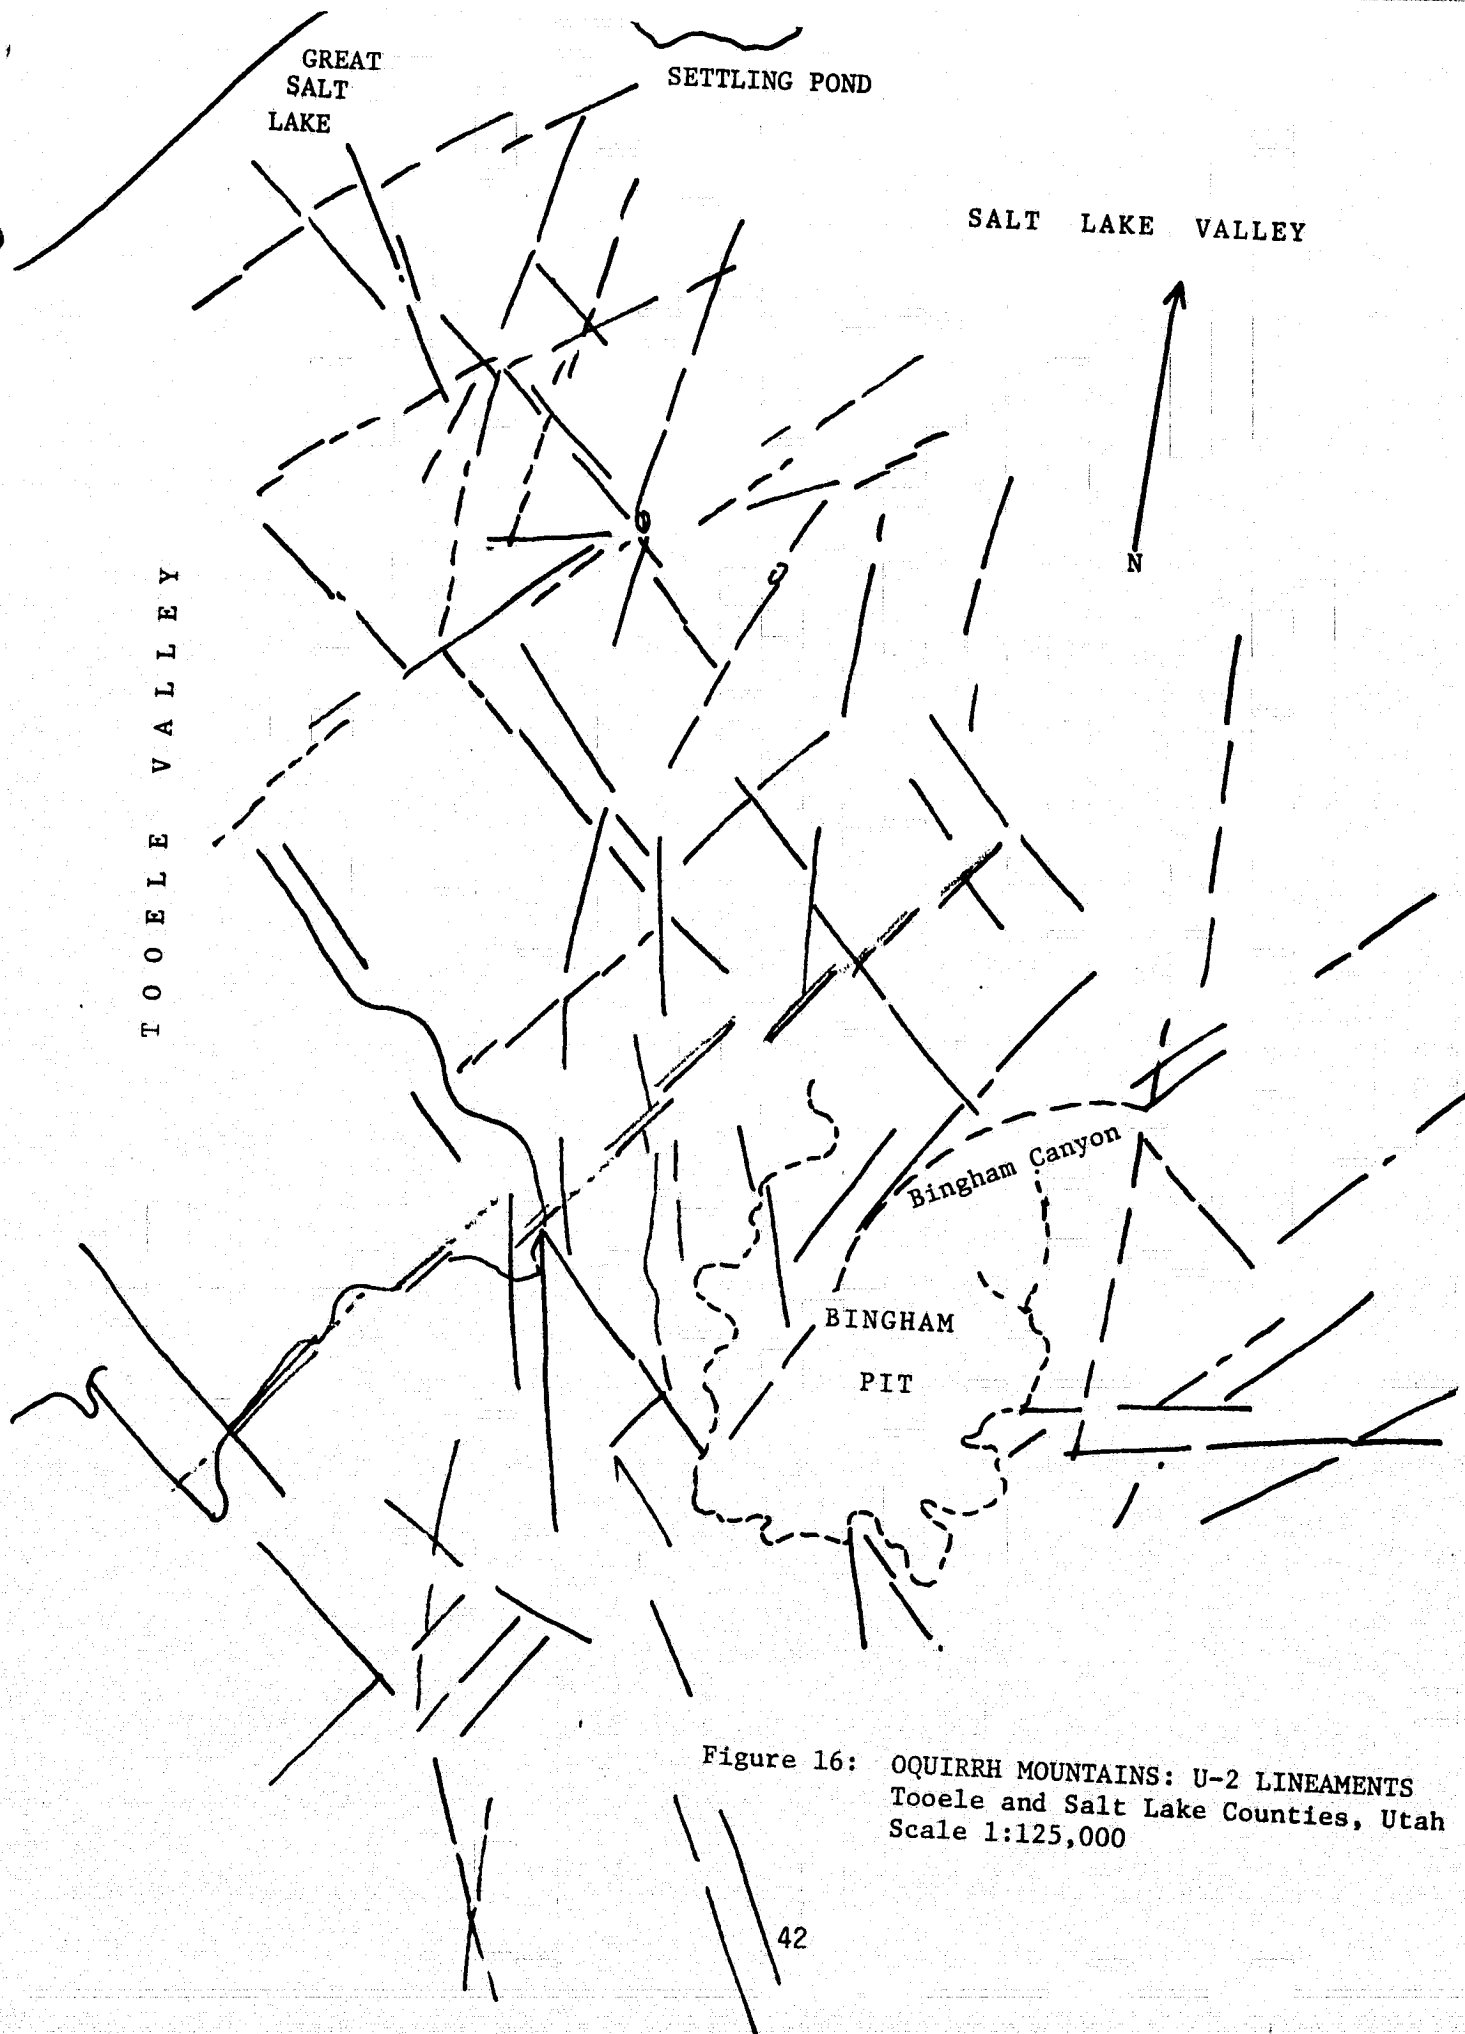 GREAT
SALT
LAKE
SETTLING POND
SALT LAKE VALLEY
N
TOOELE VALLEY
Bingham Canyon
BINGHAM
PIT
Figure 16: OQUIRRH MOUNTAINS: U-2 LINEAMENTS
Tooele and Salt Lake Counties, Utah
Scale 1:125,000
42